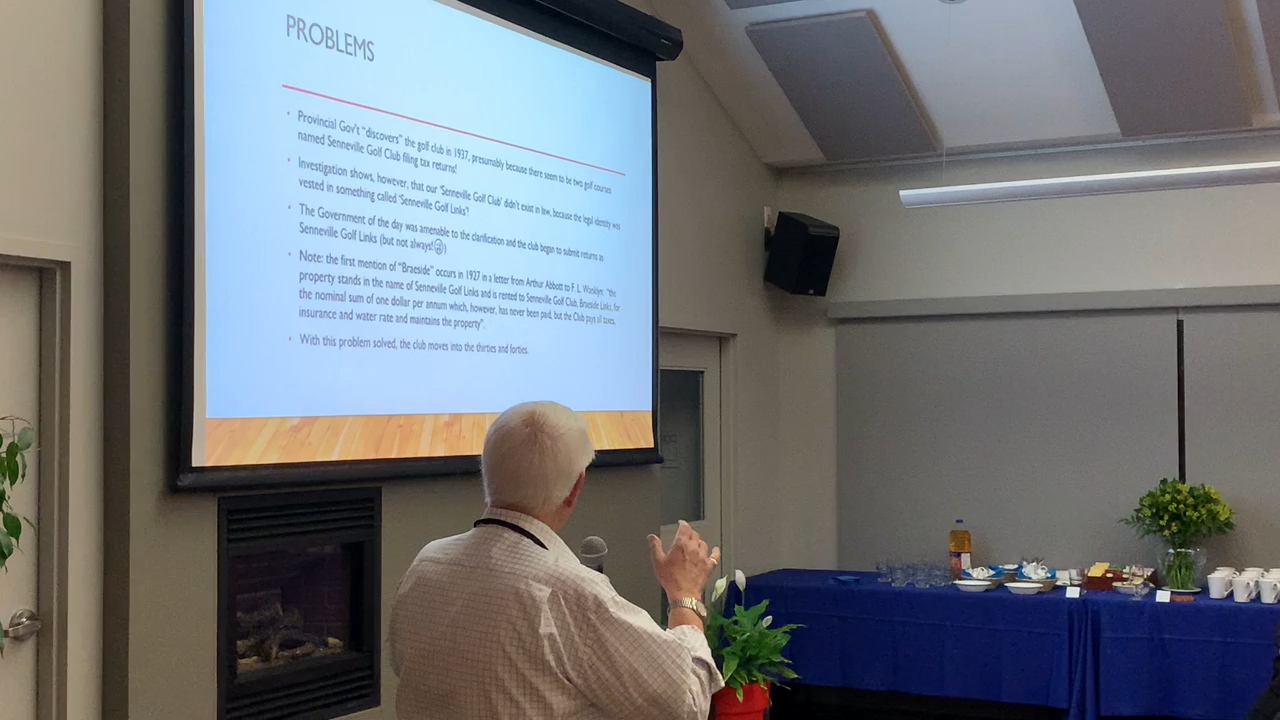 PROBLEMS
• Provincial Gov't "discovers" the golf club in 1937, presumably because there seem to be two golf courses
named Senneville Golf Club filing tax returns!
• Investigation shows, however, that our 'Senneville Golf Club' didn't exist in law, because the legal identity was
vested in something called 'Senneville Golf Links'!
• The Government of the day was amenable to the clarification and the club began to submit returns as
Senneville Golf Links (but not always!😉)
• Note: the first mention of "Braeside" occurs in 1927 in a letter from Arthur Abbott to F. L. "the
property stands in the name of Senneville Golf Links and is rented to Senneville Golf Club, Braeside Links, for
the nominal sum of one dollar per annum which, however, has never been paid, but the Club pays all taxes,
insurance and water rate and maintains the property".
• With this problem solved, the club moves into the thirties and forties.